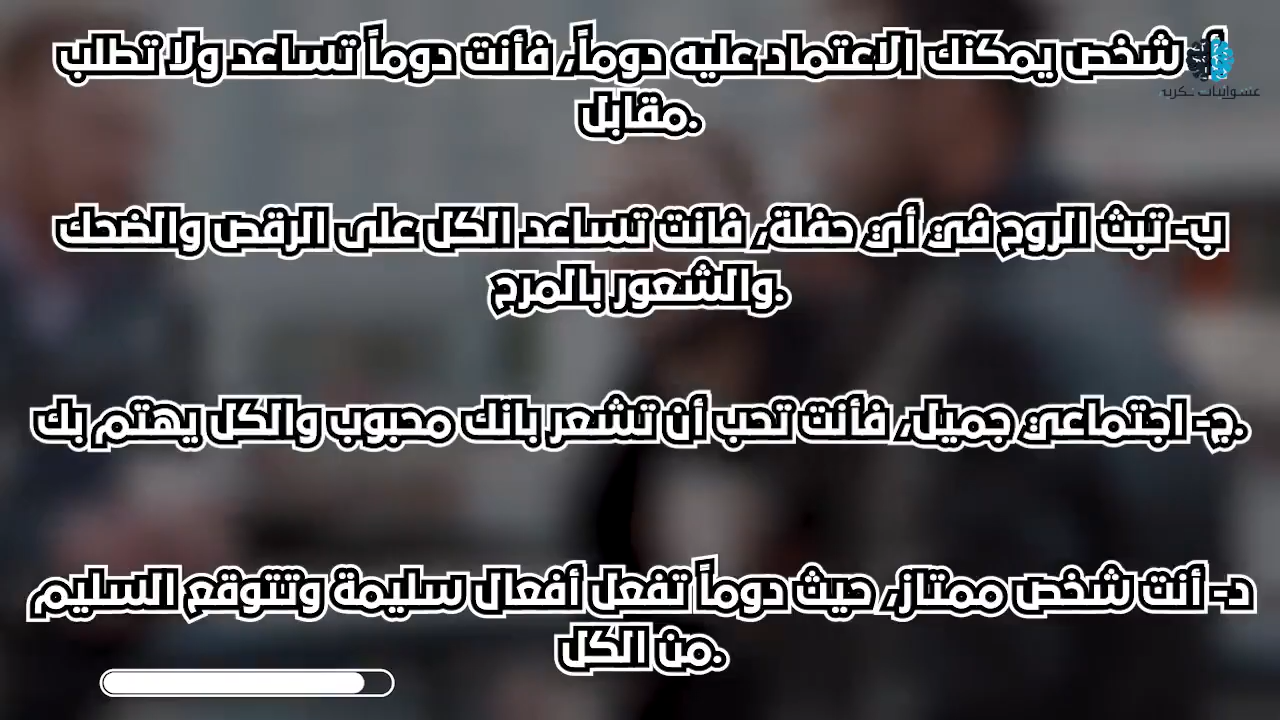 أ- شخص يمكنك الاعتماد عليه دوماً, فأنت دوماً تساعد ولا تطلب
مقابل.
ب- تبث الروح في أي حفلة, فانت تساعد الكل على الرقص والضحك
والشعور بالمرح.
ج- اجتماعي جميل, فأنت تحب أن تشعر بانك محبوب والكل يهتم بك.
د- أنت شخص ممتاز, حيث دوماً تفعل أفعال سليمة وتتوقع السليم
من الكل.